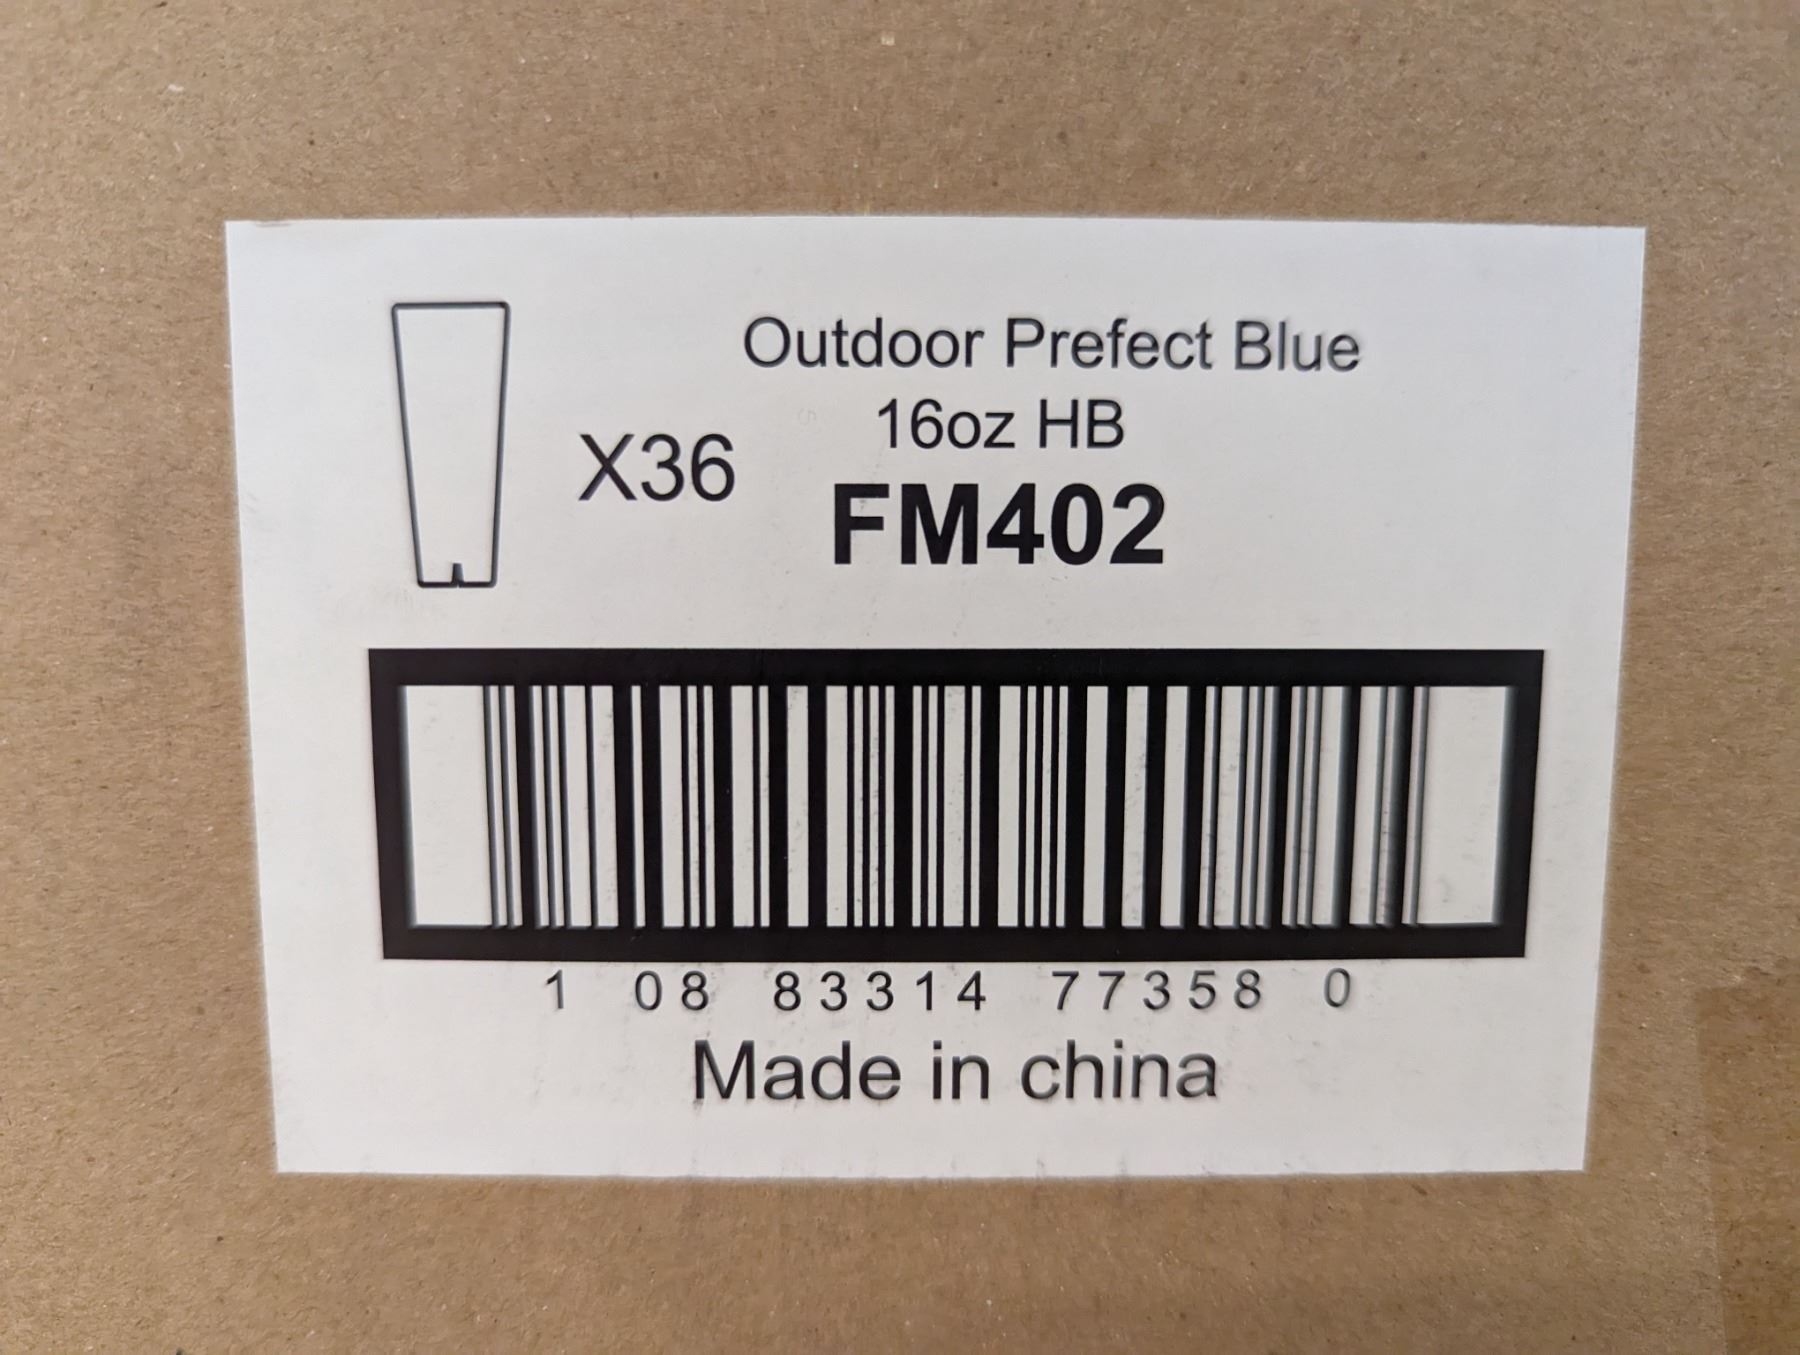 Outdoor Prefect Blue
16oz HB
X36
FM402
1 08 83314 77358 0
Made in china